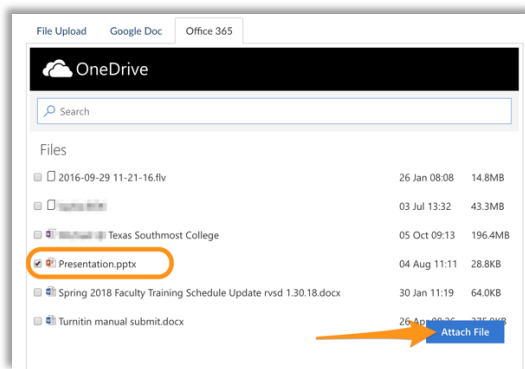 File Upload Google Doc Office 365
OneDrive
Search
Files
2016-09-29 11-21-16.flv 26 Jan 08:08 14.8MB
03 Jul 13:32 43.3MB
Texas Southmost College 05 Oct 09:13 196.4MB
Presentation.pptx 04 Aug 11:11 28.8KB
Spring 2018 Faculty Training Schedule Update rvsd 1.30.18.docx 30 Jan 11:19 64.0KB
Turnitin manual submit.docx 26 Apr
Attach File